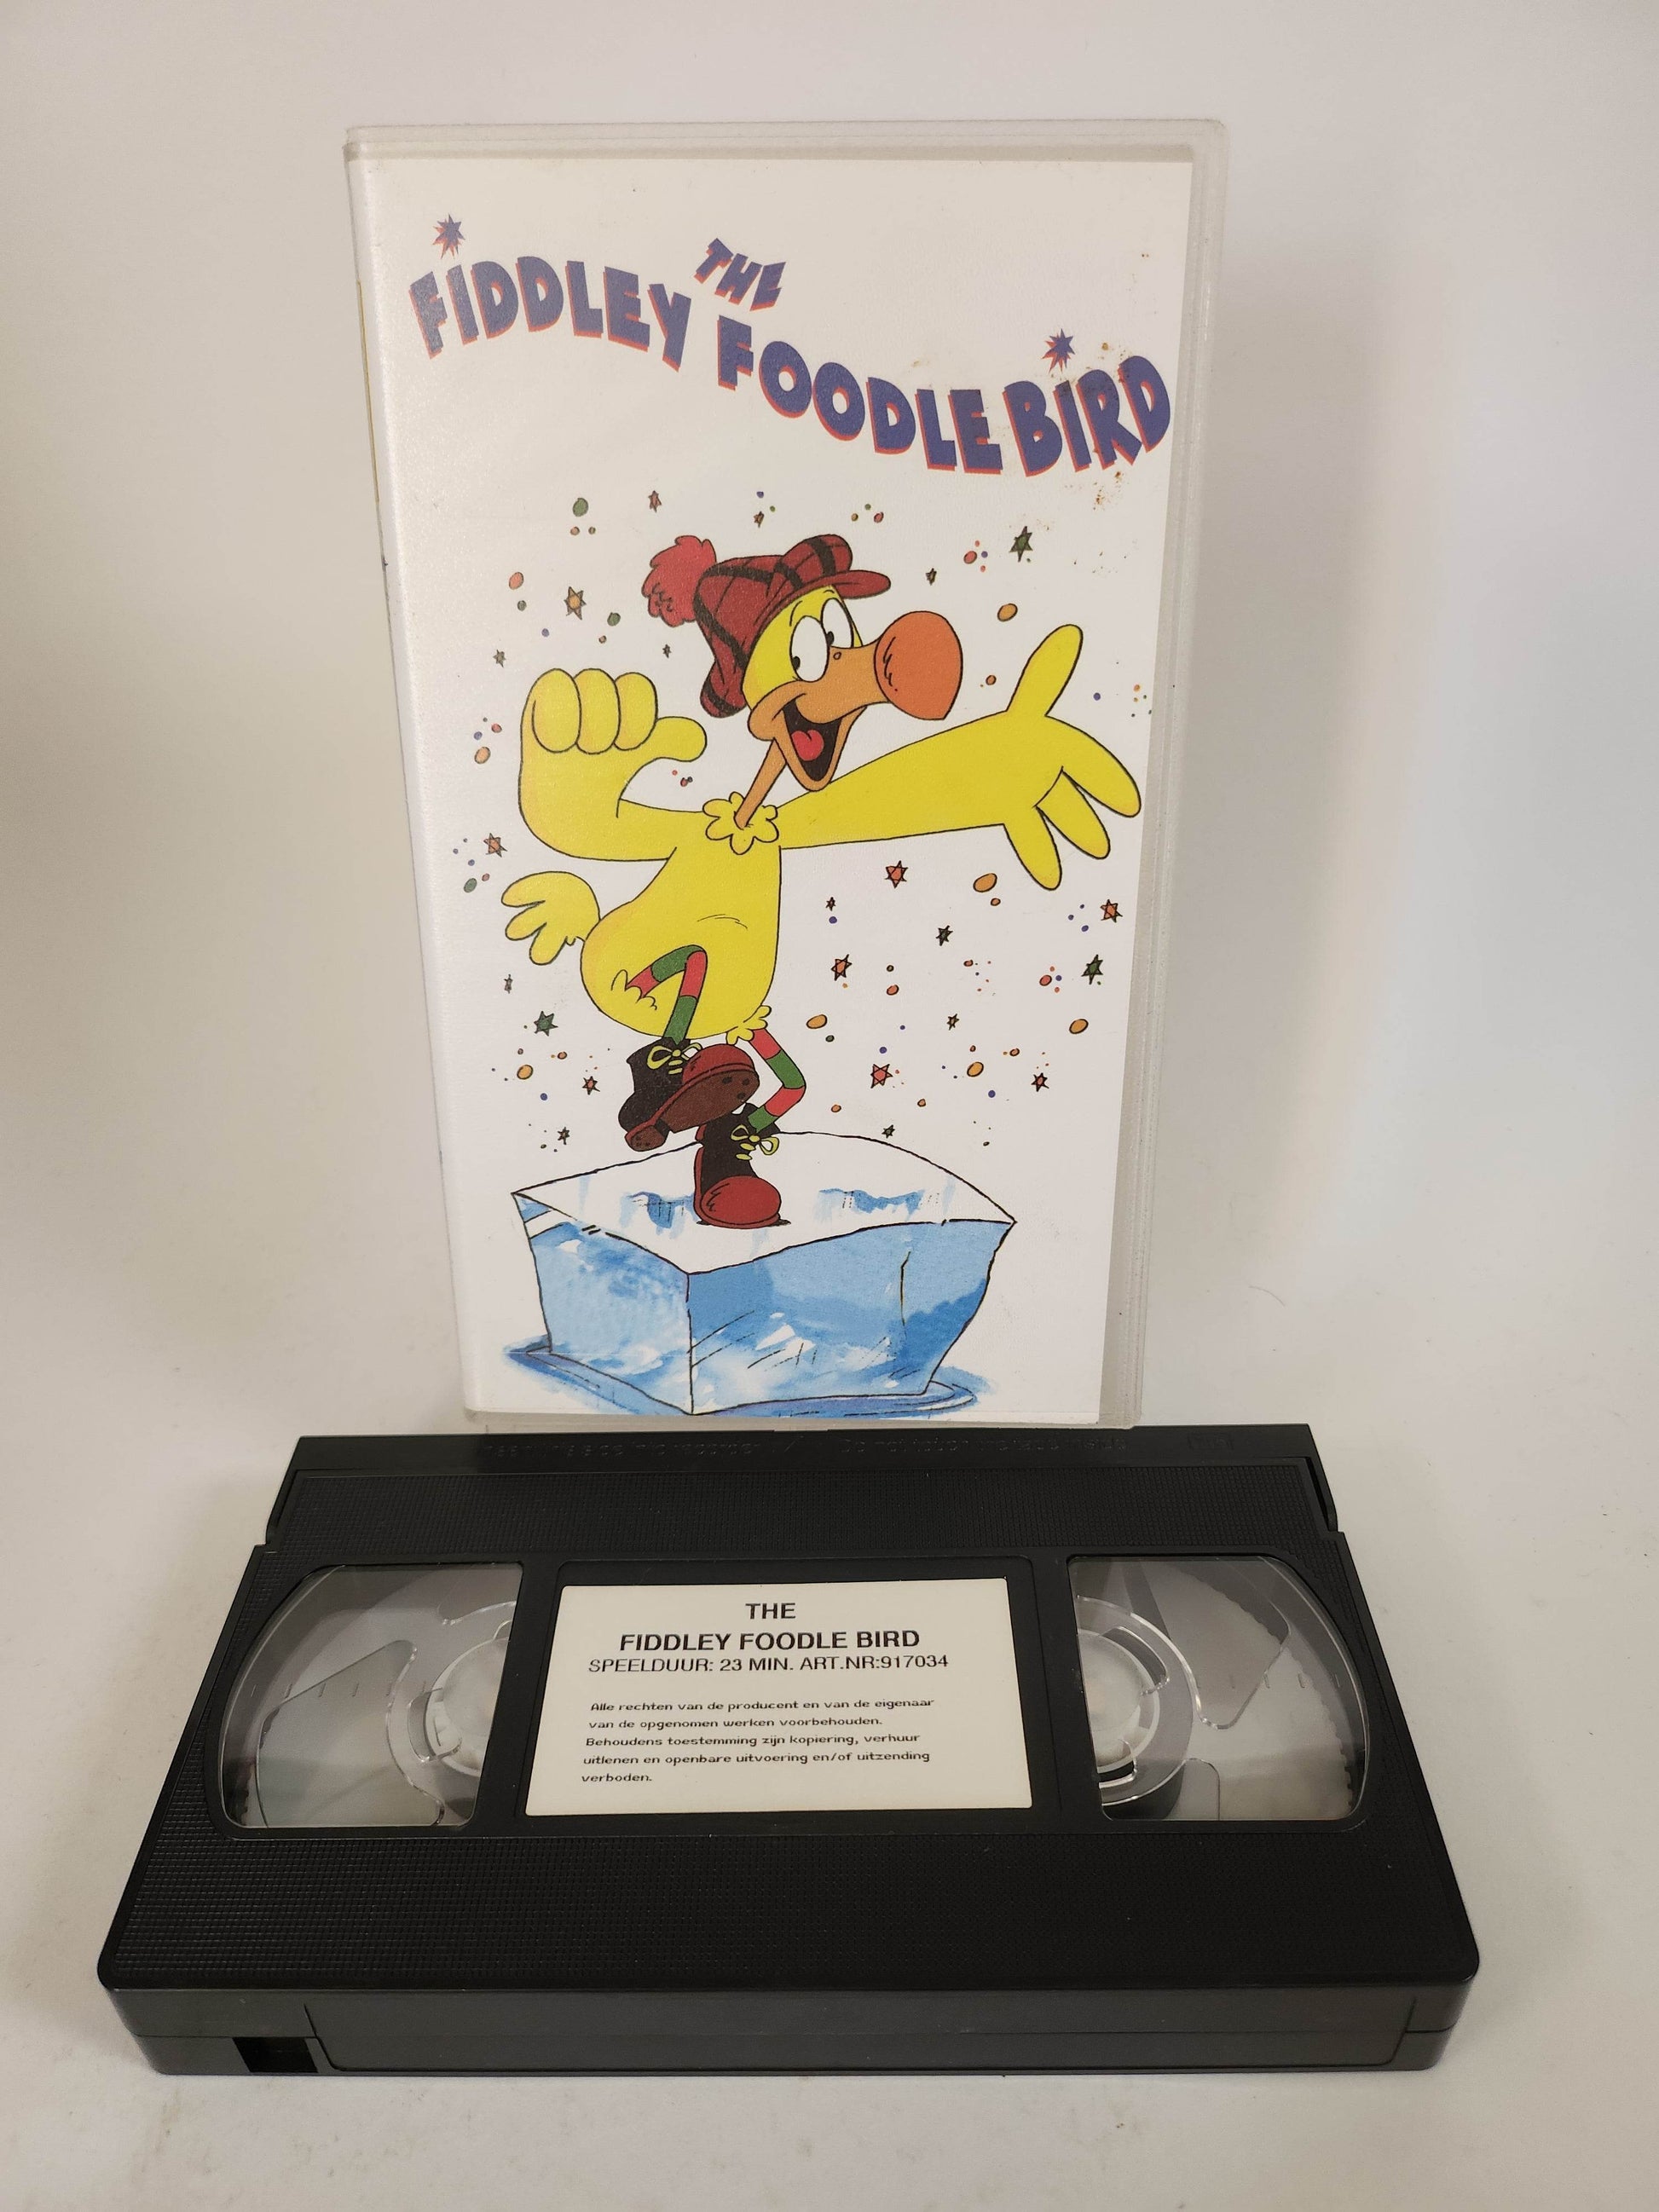 THE
FIDDLEY FOODLE BIRD
THE
FIDDLEY FOODLE BIRD
SPEELDUUR: 23 MIN. ART.NR:917034
Alle rechten van de producent en van de eigenaar
van de opgenomen werken voorbehouden.
Behoudens toestemming zijn kopiering, verhuur
uitlenen en openbare uitvoering en/of uitzending
verboden.